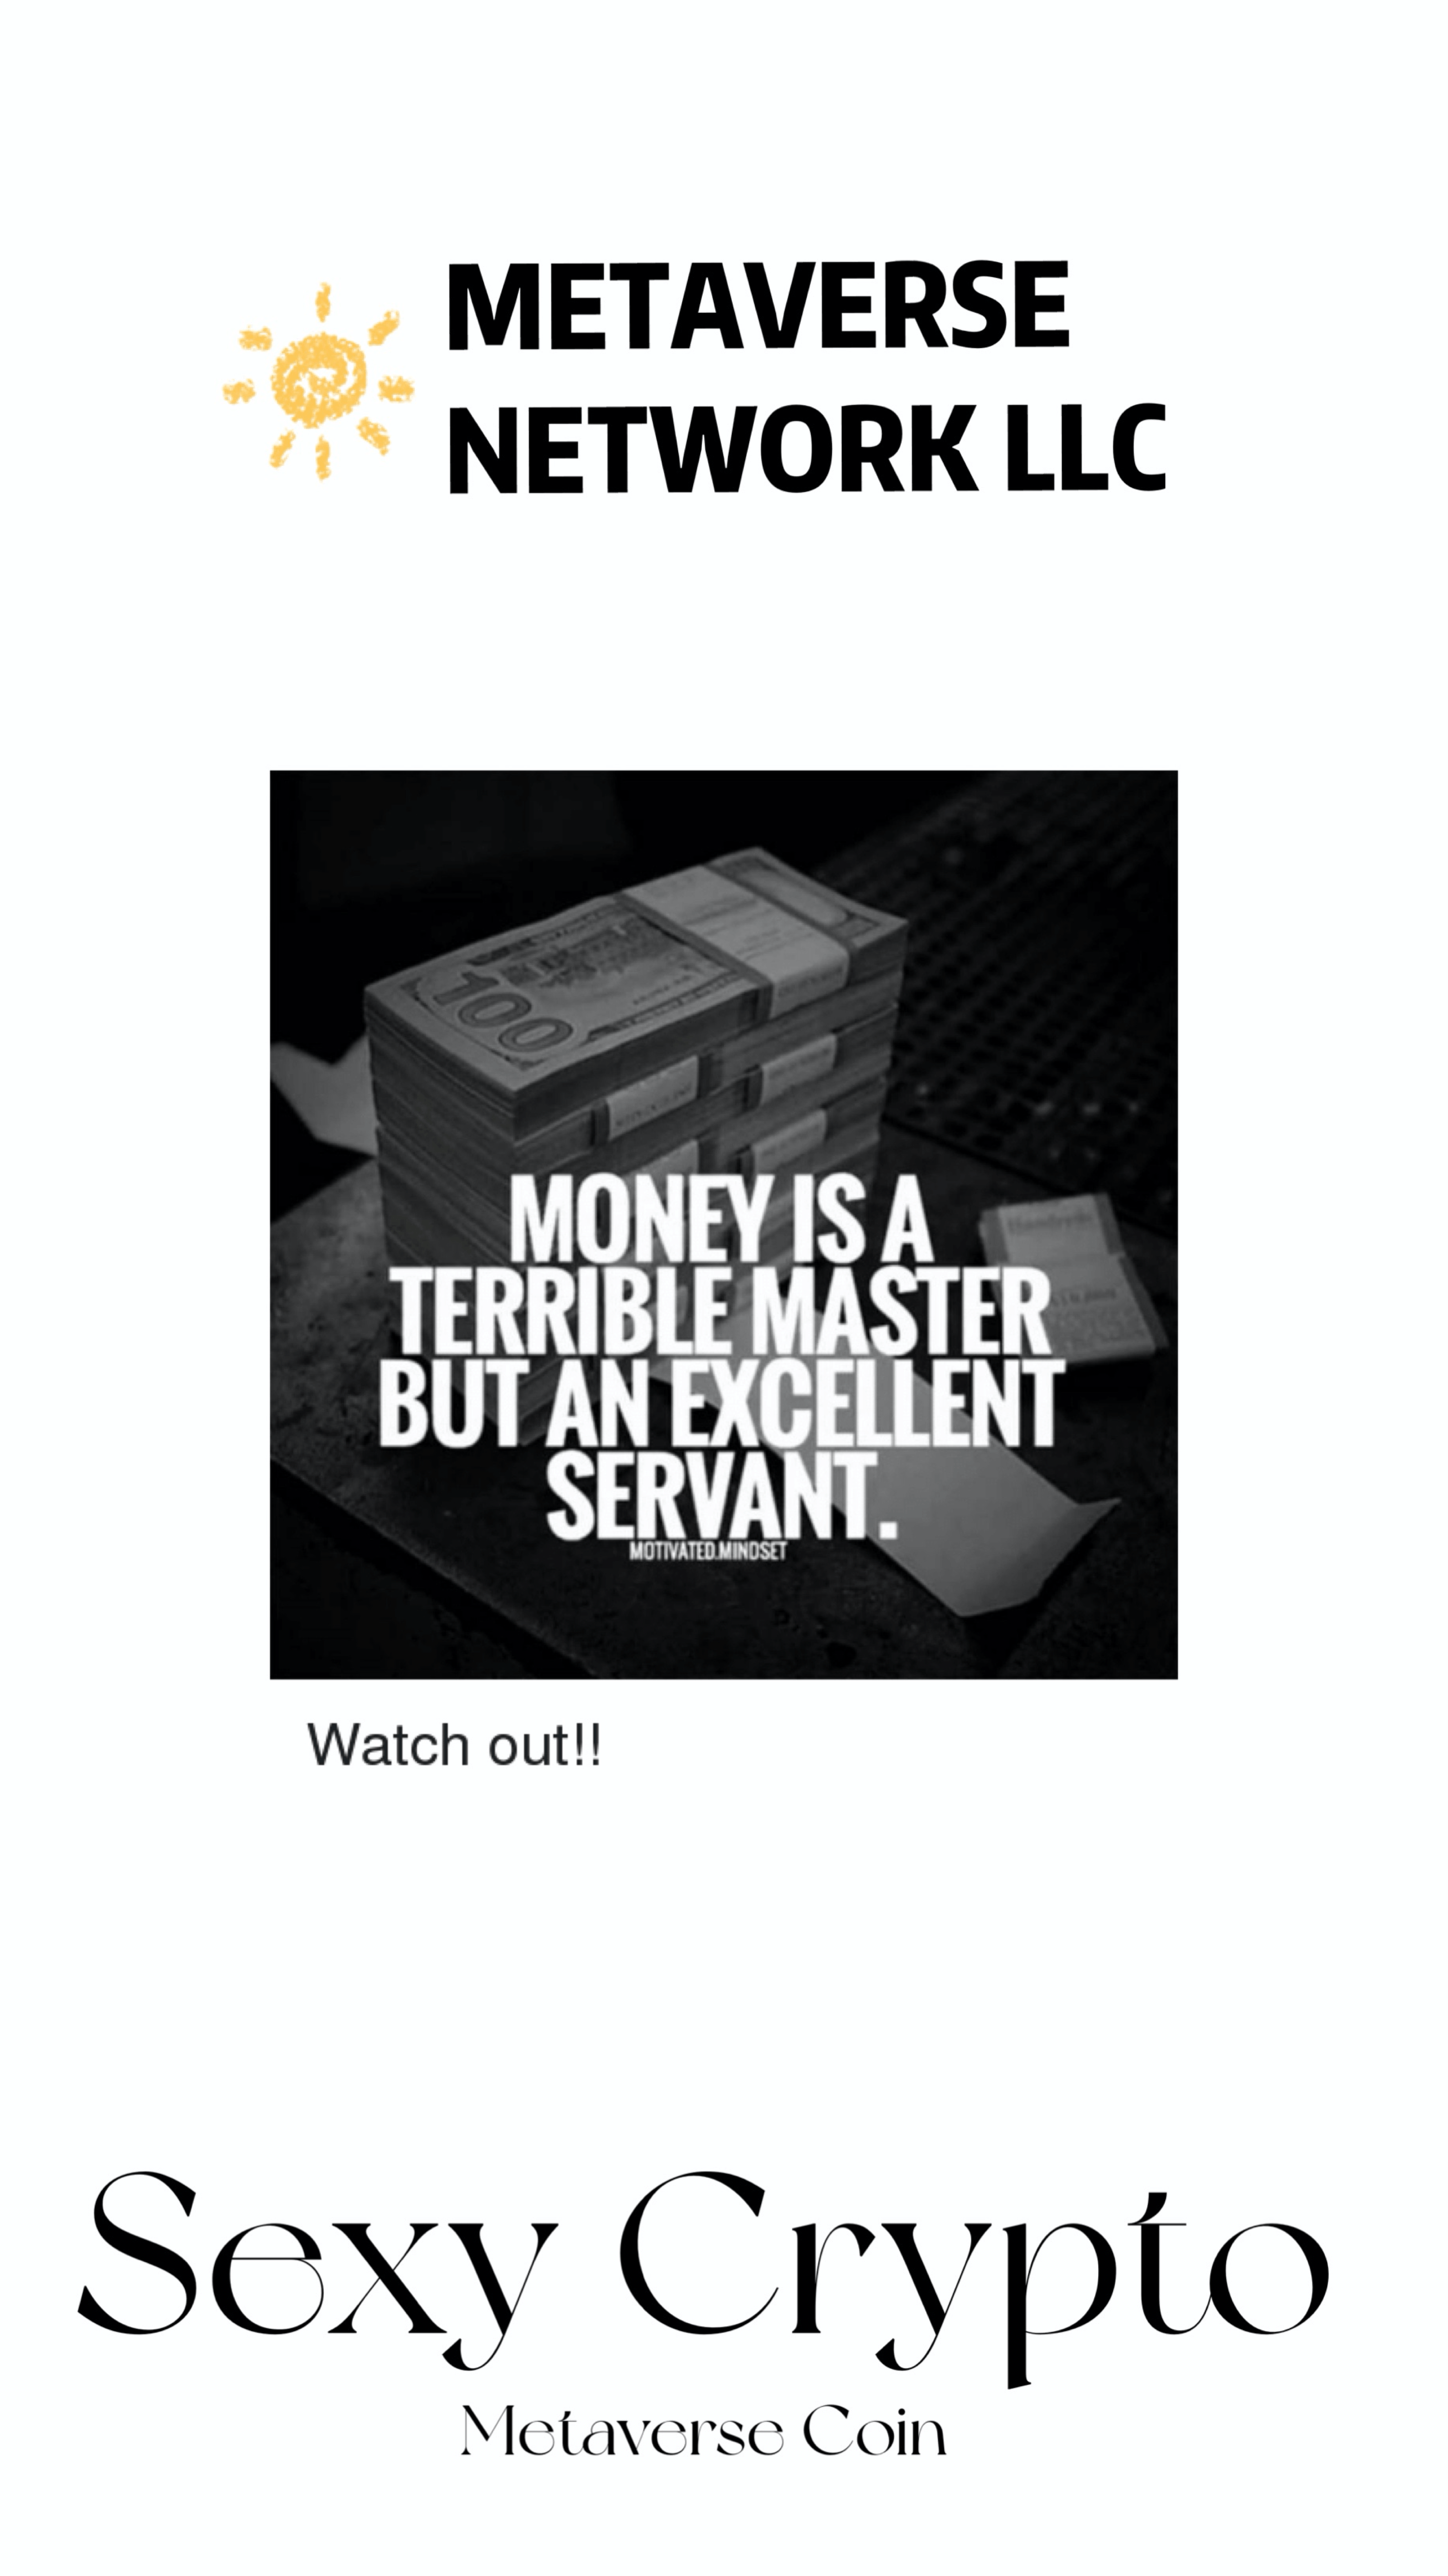 METAVERSE
NETWORK LLC
100
MONEY IS A
TERRIBLE MASTER
BUT AN EXCELLENT
SERVANT.
MOTIVATED.MINDSET
Watch out!!
Sexy Crypto
Metaverse Coin